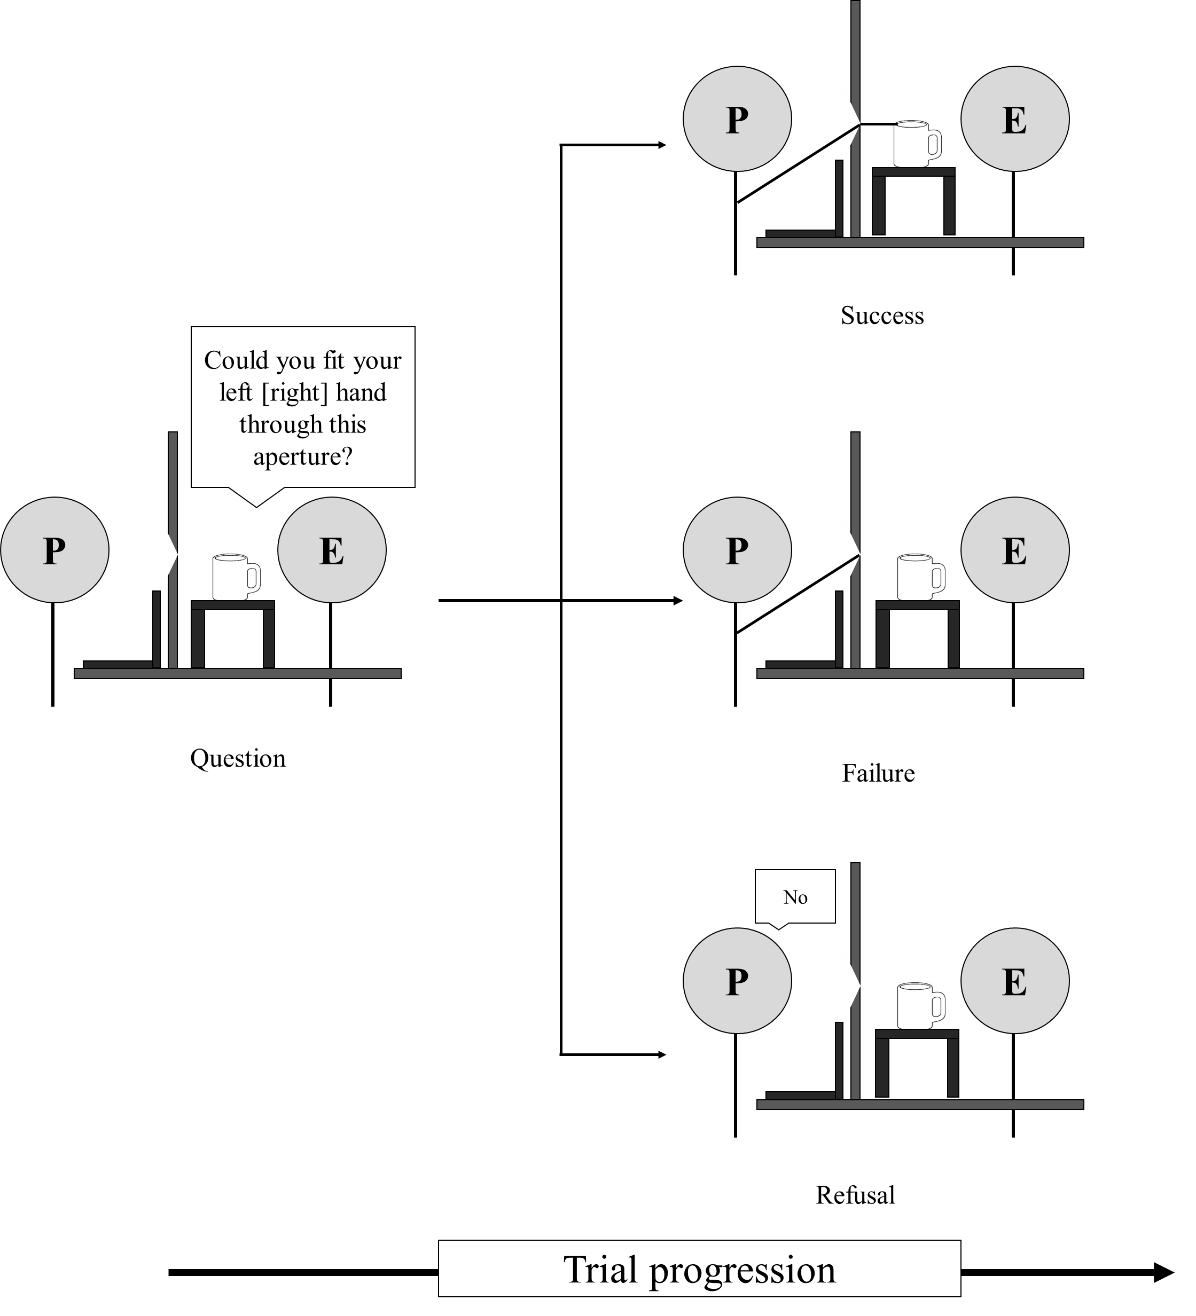 P
E
Success
Could you fit your
left [right] hand
through this
aperture?
P
E
Question
P
E
Failure
No
P
E
Refusal
Trial progression